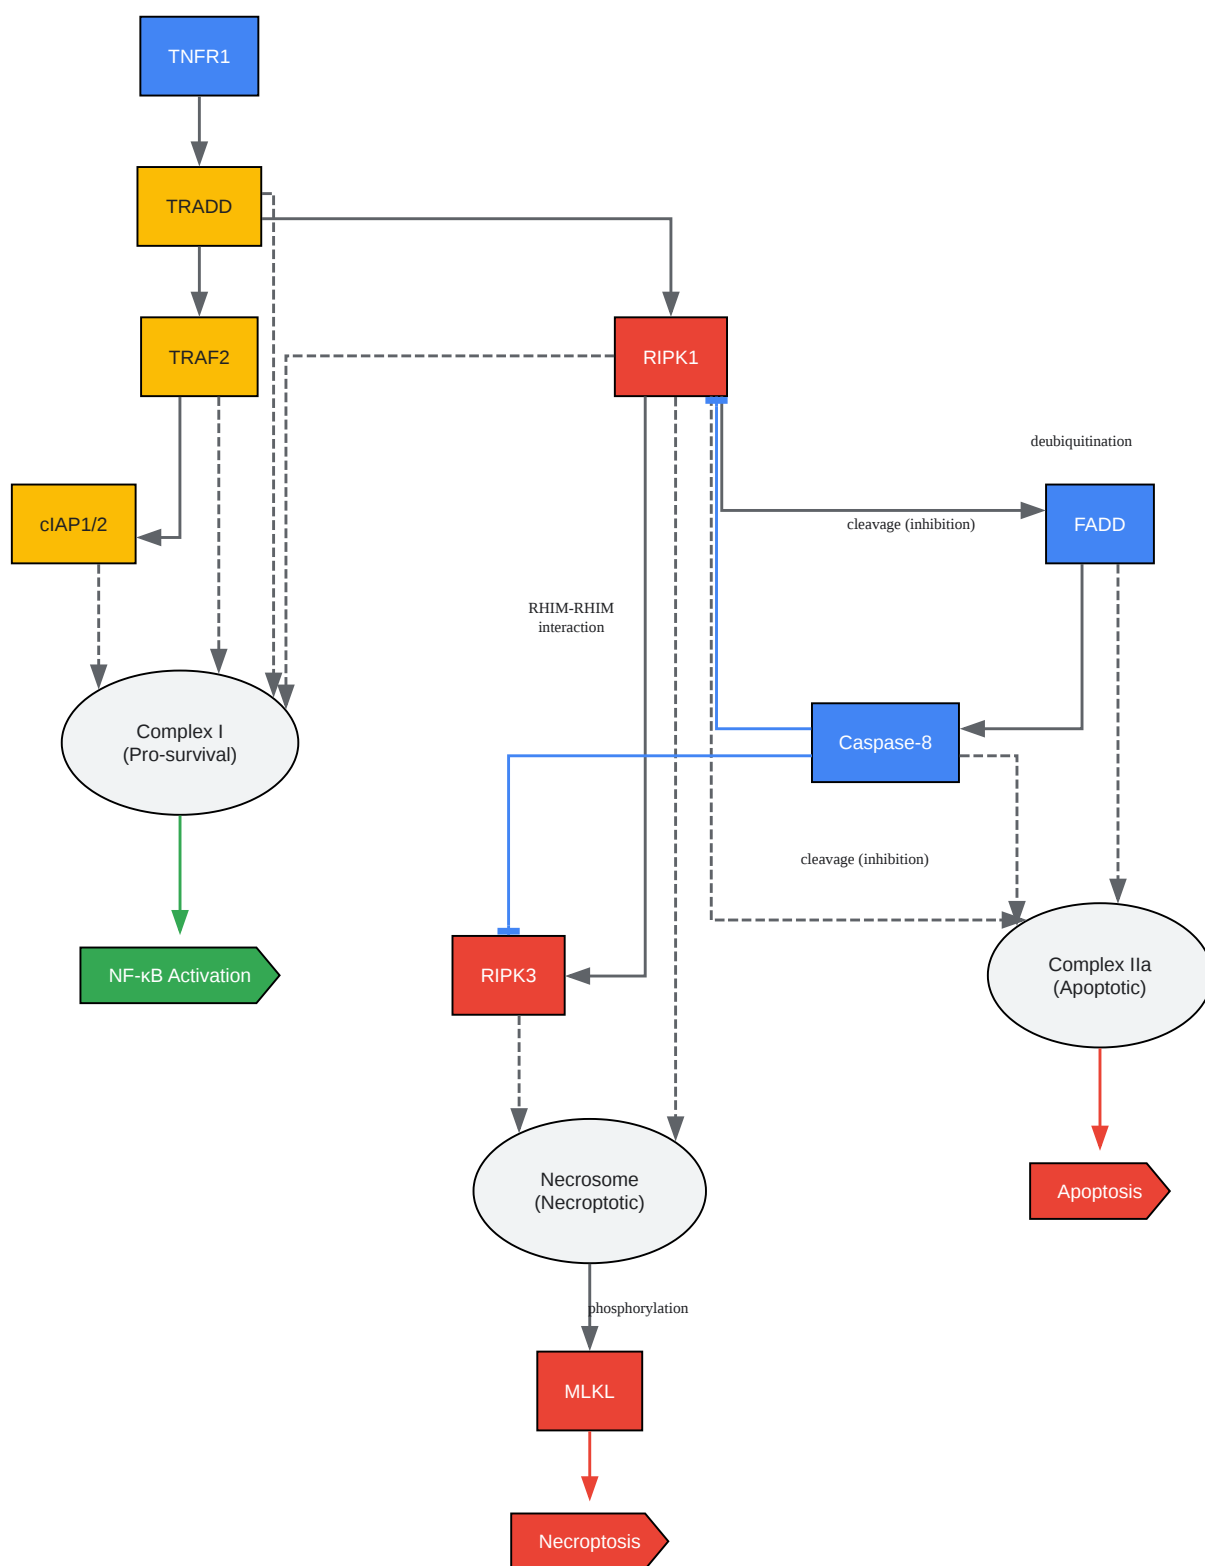 TNFR1
TRADD
TRAF2
RIPK1
deubiquitination
cIAP1/2
cleavage (inhibition)
FADD
RHIM-RHIM
interaction
Complex I
(Pro-survival)
Caspase-8
cleavage (inhibition)
NF-κB Activation
RIPK3
Complex IIa
(Apoptotic)
Necrosome
(Necroptotic)
Apoptosis
phosphorylation
MLKL
Necroptosis